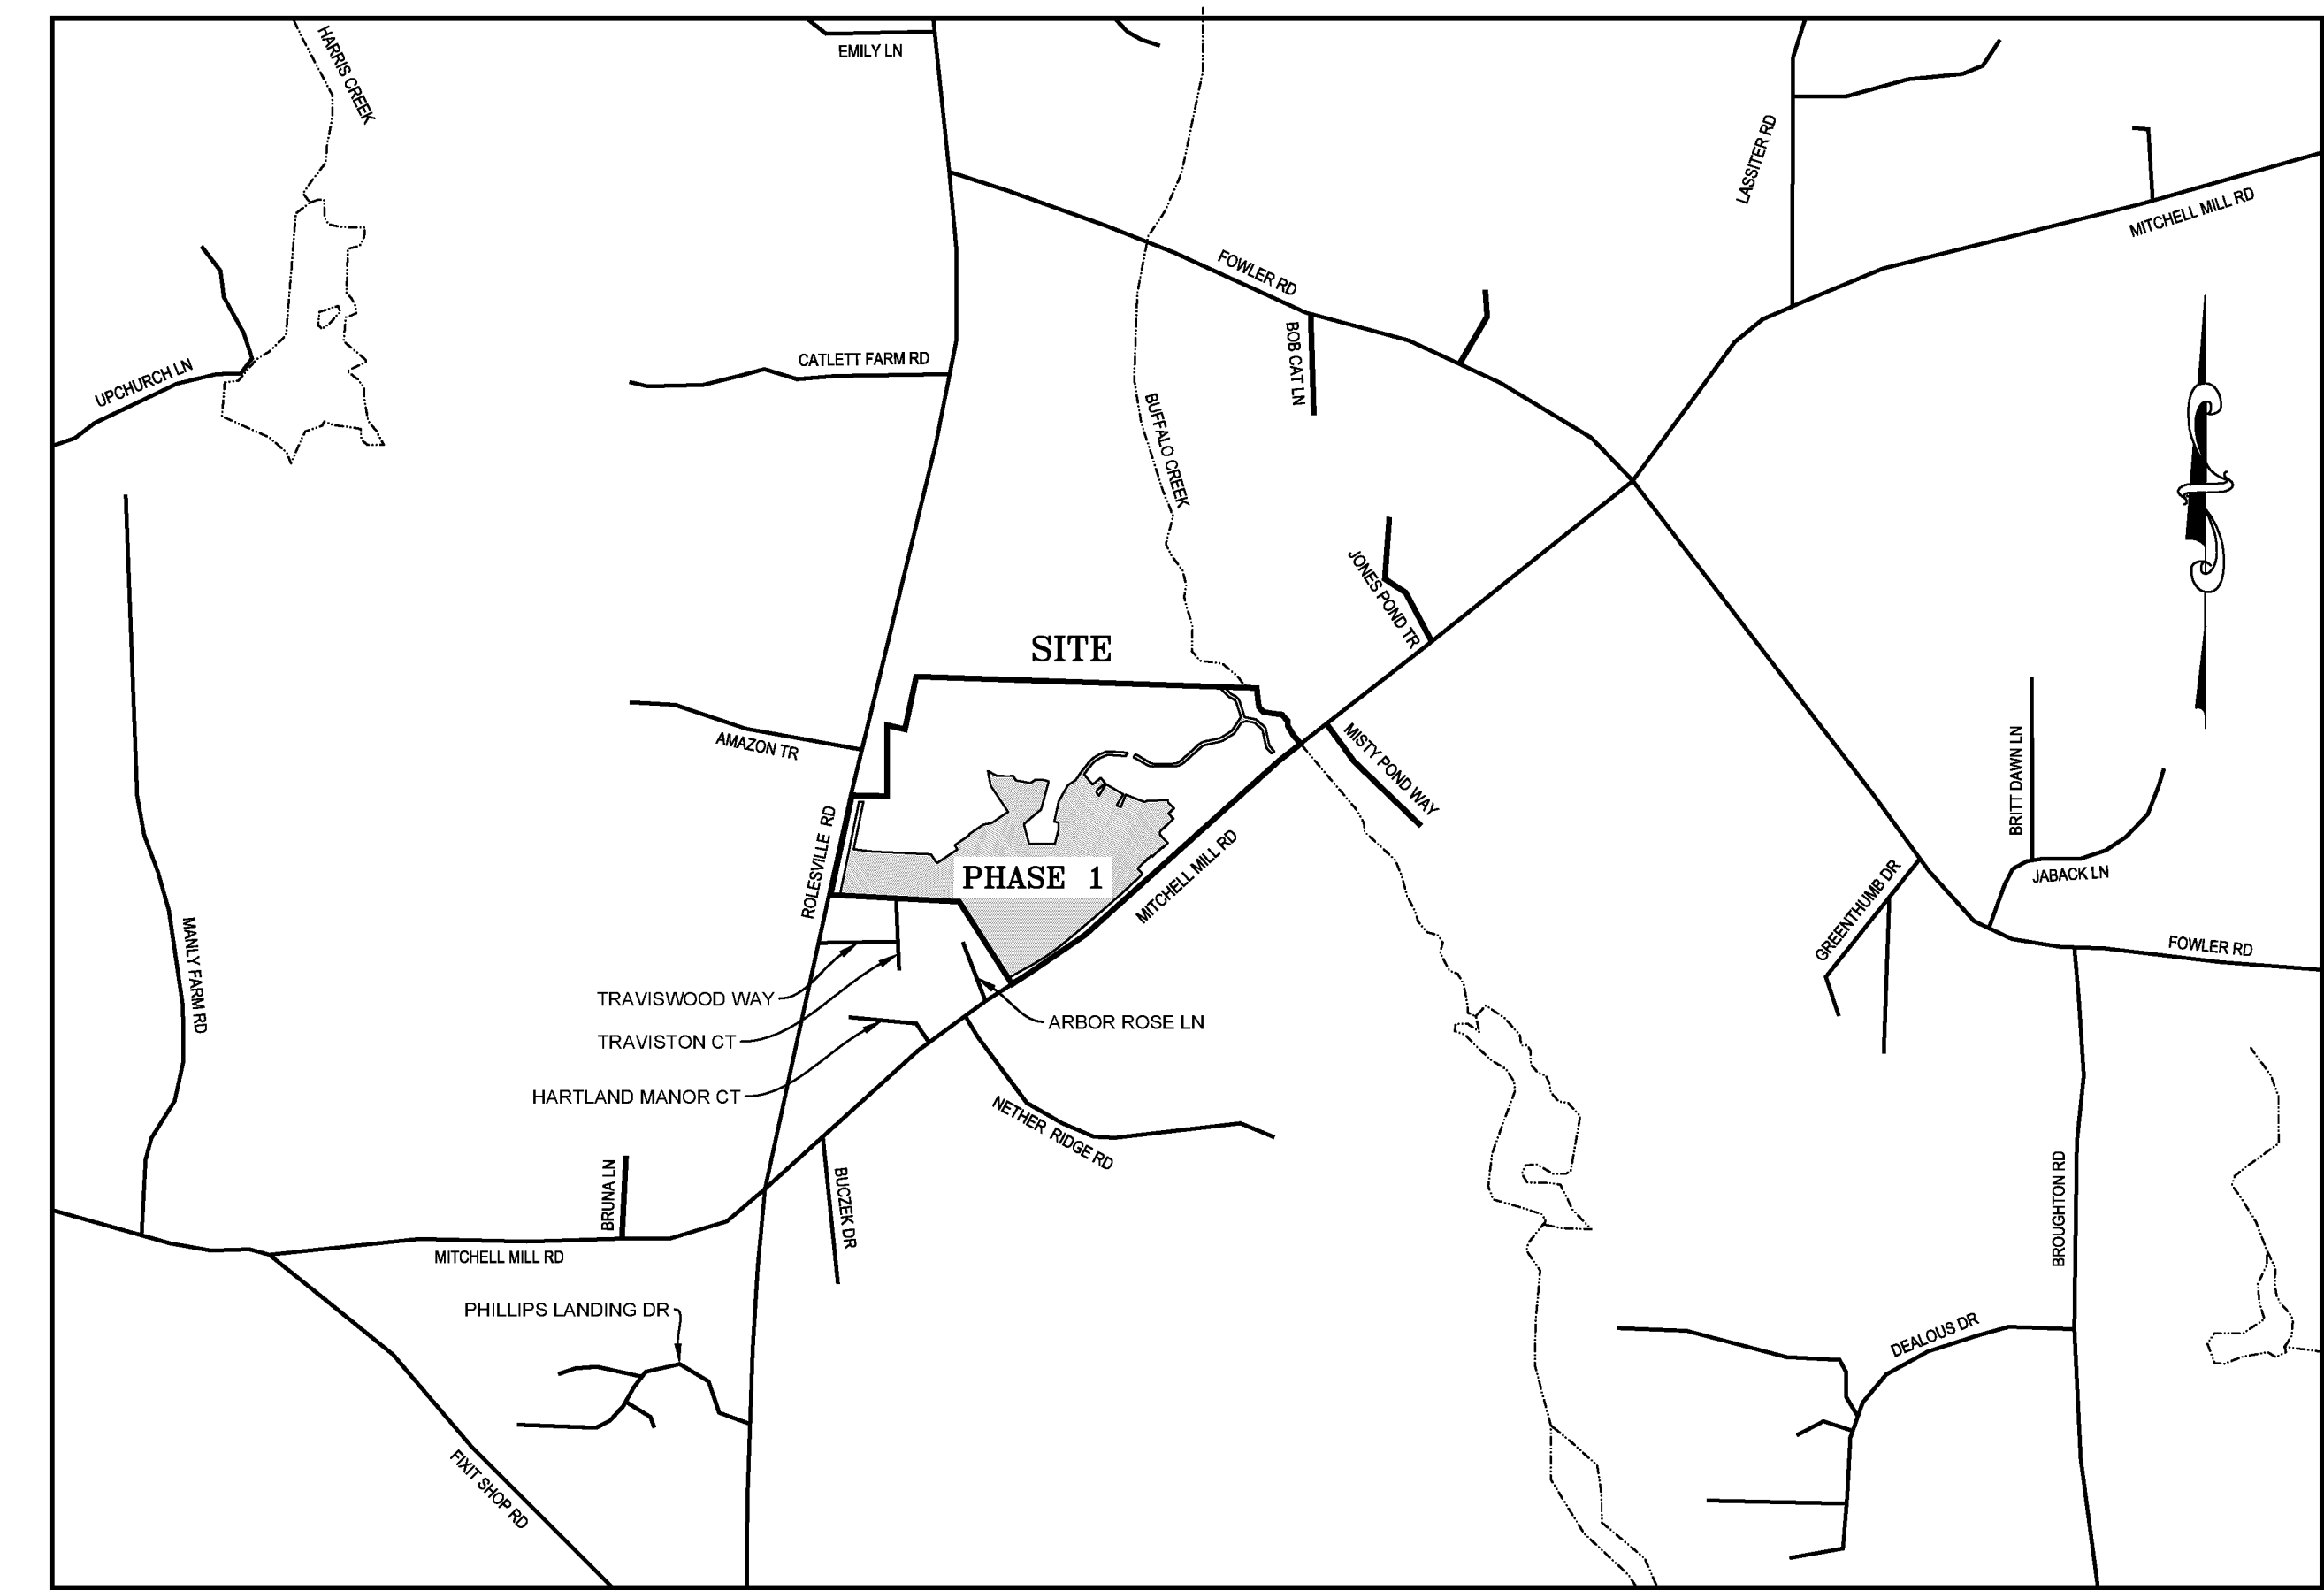 EMILY LN
HARRIS CREEK
LASSITER RD
MITCHELL MILL RD
FOWLER RD
BOB CAT LN
CATLETT FARM RD
UPCHURCH LN
BUFFALO CREEK
JONES POND TR
SITE
AMAZON TR
MISTY POND WAY
BRITT DAWN LN
ROLESVILLE RD
MITCHELL MILL RD
PHASE 1
JABACK LN
GREENTHUMB DR
FOWLER RD
MANLY FARM RD
TRAVISWOOD WAY
ARBOR ROSE LN
TRAVISTON CT
HARTLAND MANOR CT
NETHER RIDGE RD
BRUNA LN
BUCZEK DR
BROUGHTON RD
MITCHELL MILL RD
PHILLIPS LANDING DR
DEALOUS DR
FIXIT SHOP RD